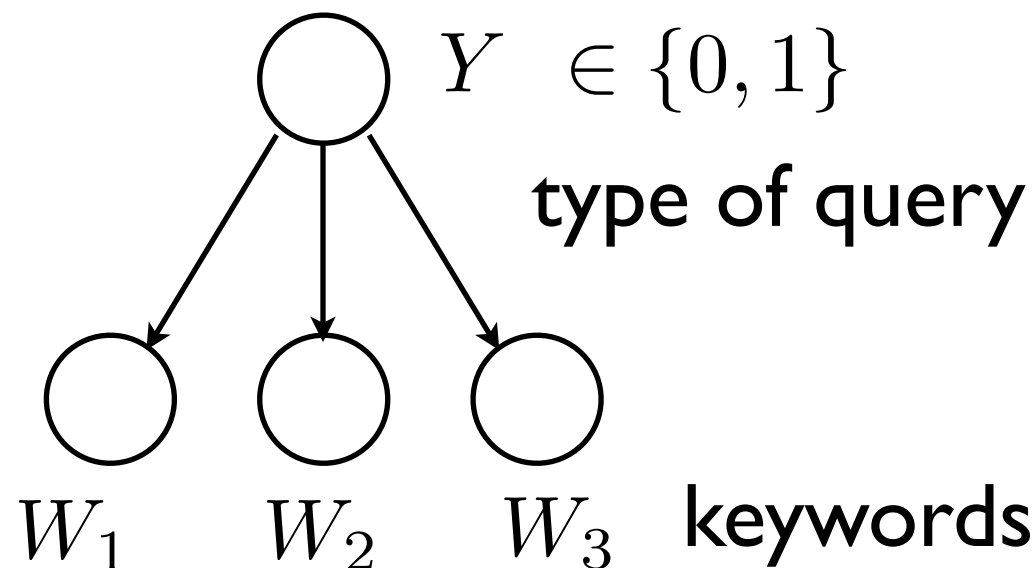 Y ∈ {0, 1}
type of query
W₁ W₂ W₃ keywords